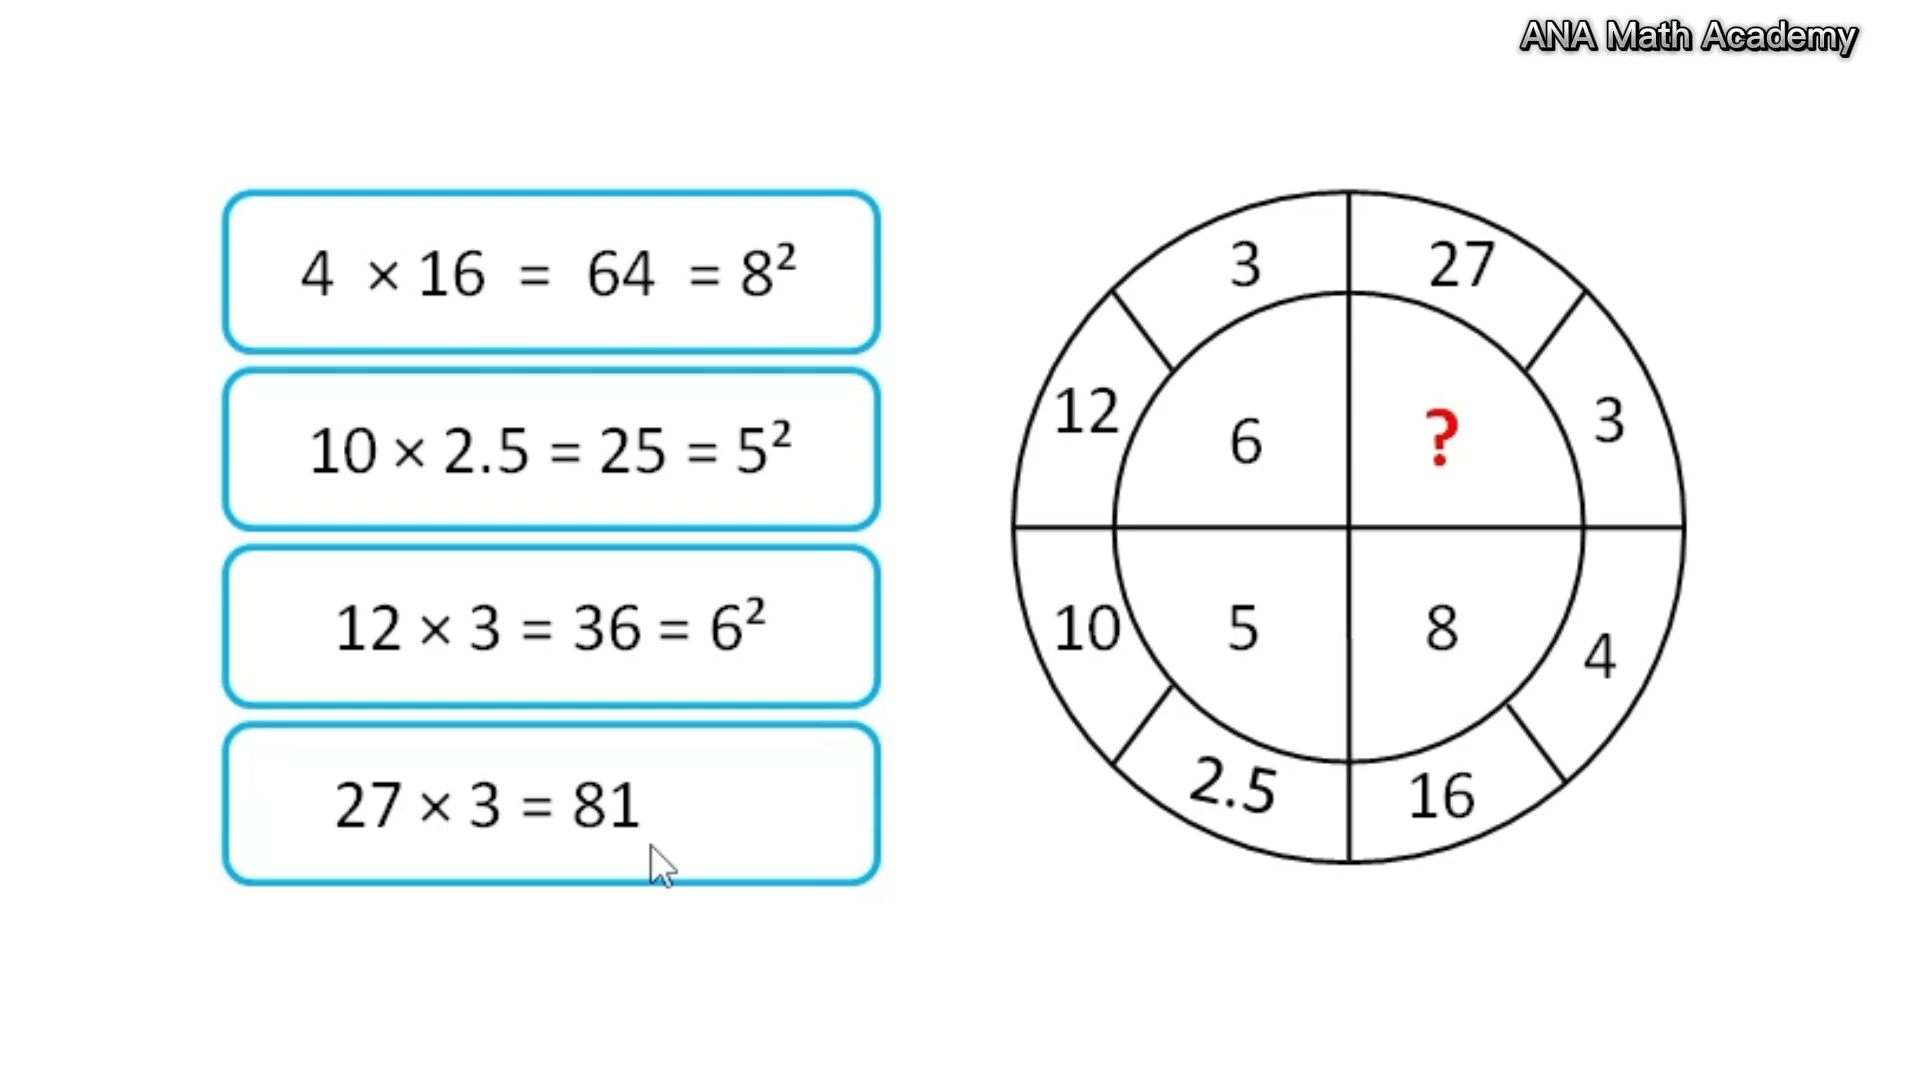 ANA Math Academy
4 × 16 = 64 = 8²
10 × 2.5 = 25 = 5²
12 × 3 = 36 = 6²
27 × 3 = 81
3 27
12 3
6 ?
10 5 8 4
2.5 16